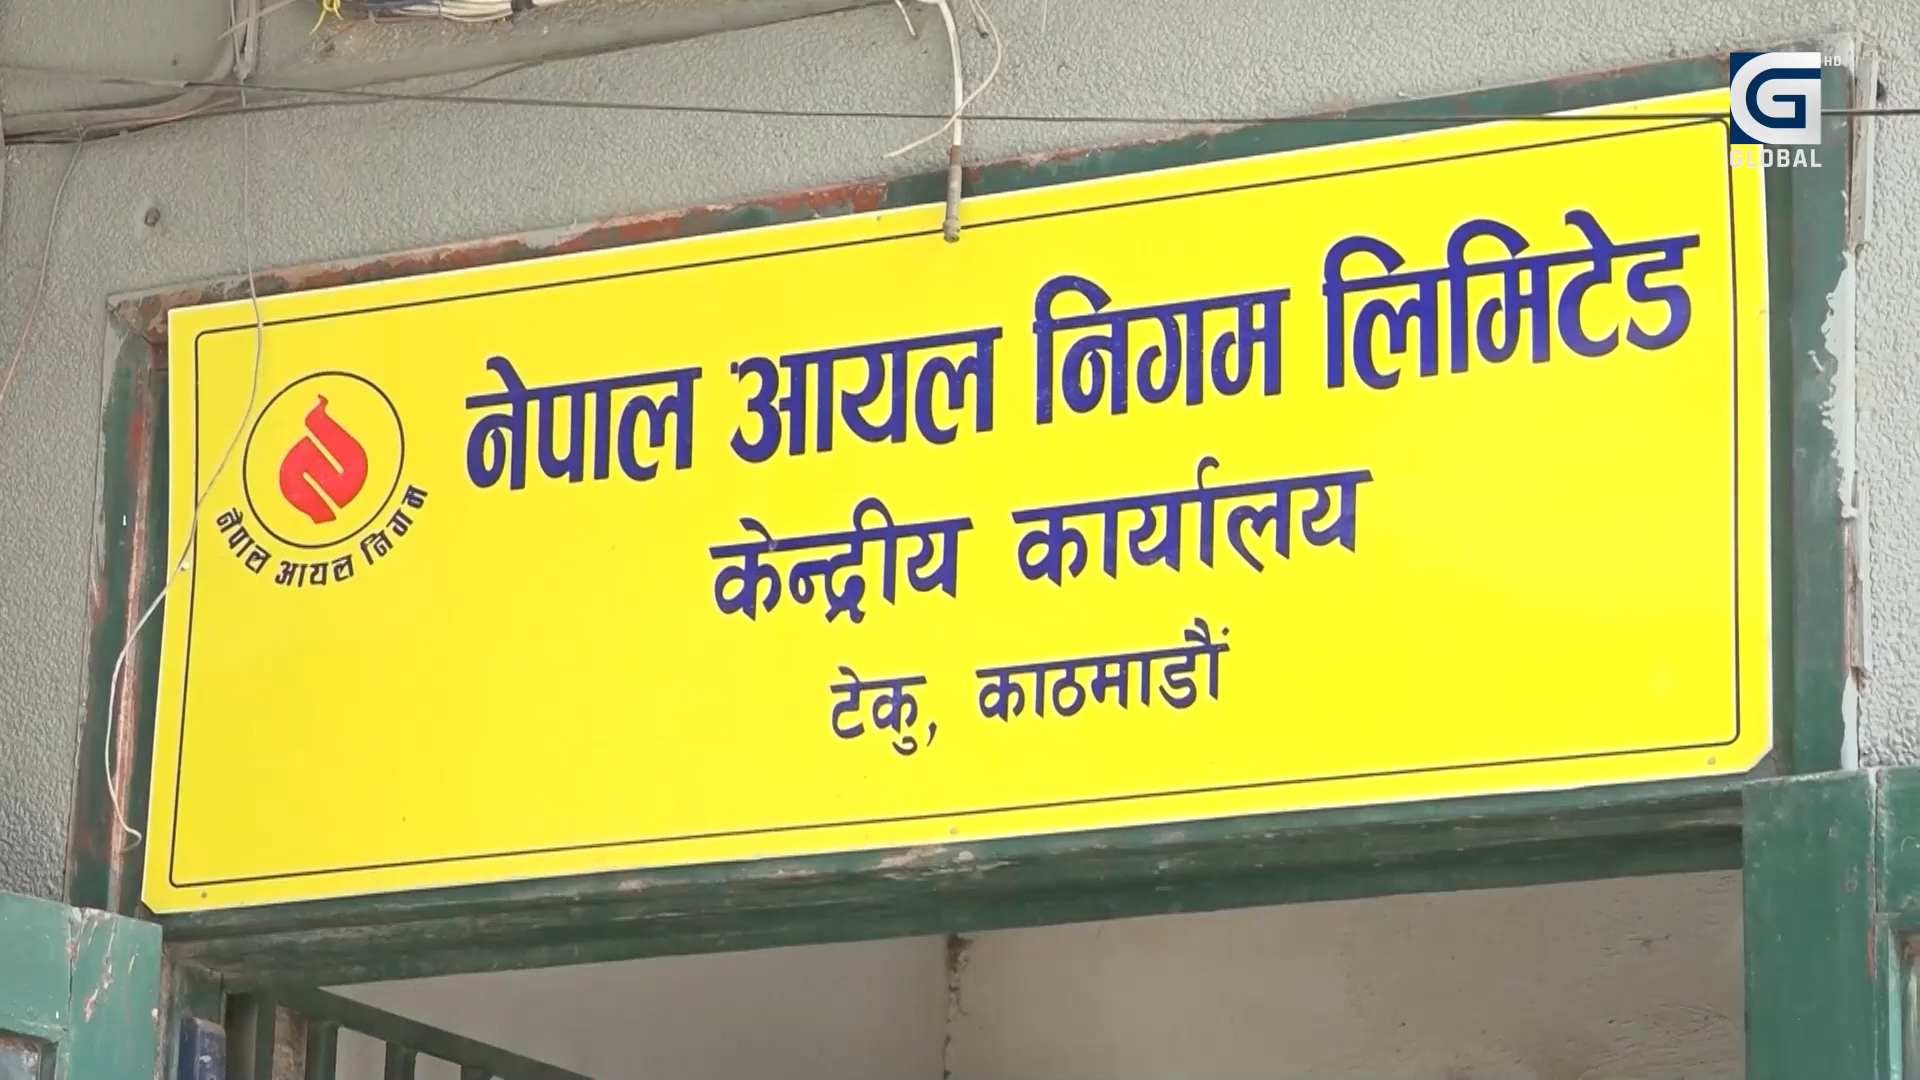 G HD
GLOBAL
नेपाल आयल निगम लिमिटेड
केन्द्रीय कार्यालय
टेकु, काठमाडौं
नेपाल आयल निगम